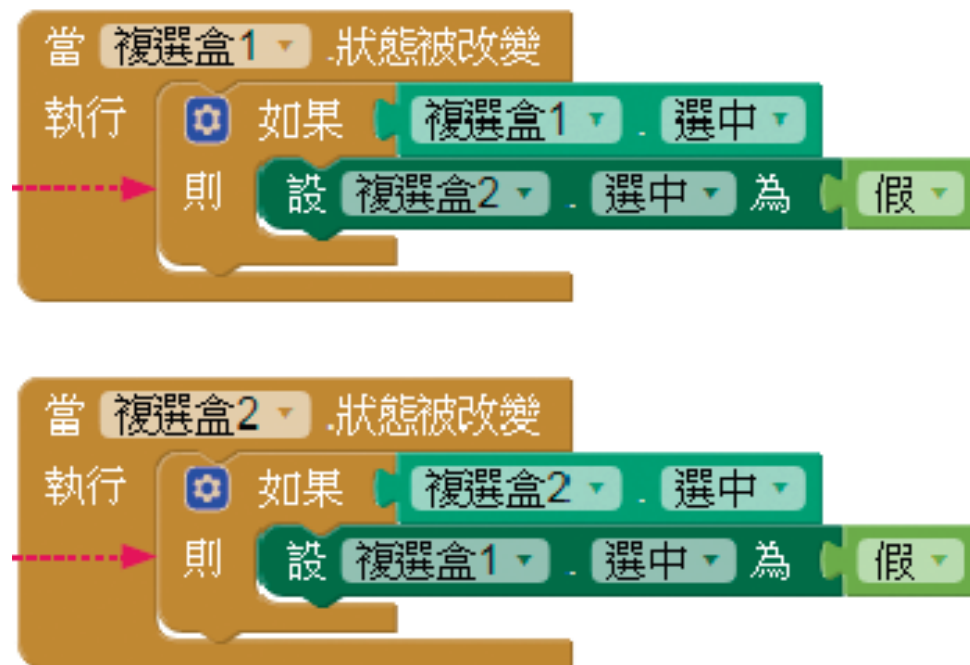 當 複選盒1 .狀態被改變
執行 如果 複選盒1 . 選中
則 設 複選盒2 . 選中 為 假
當 複選盒2 .狀態被改變
執行 如果 複選盒2 . 選中
則 設 複選盒1 . 選中 為 假